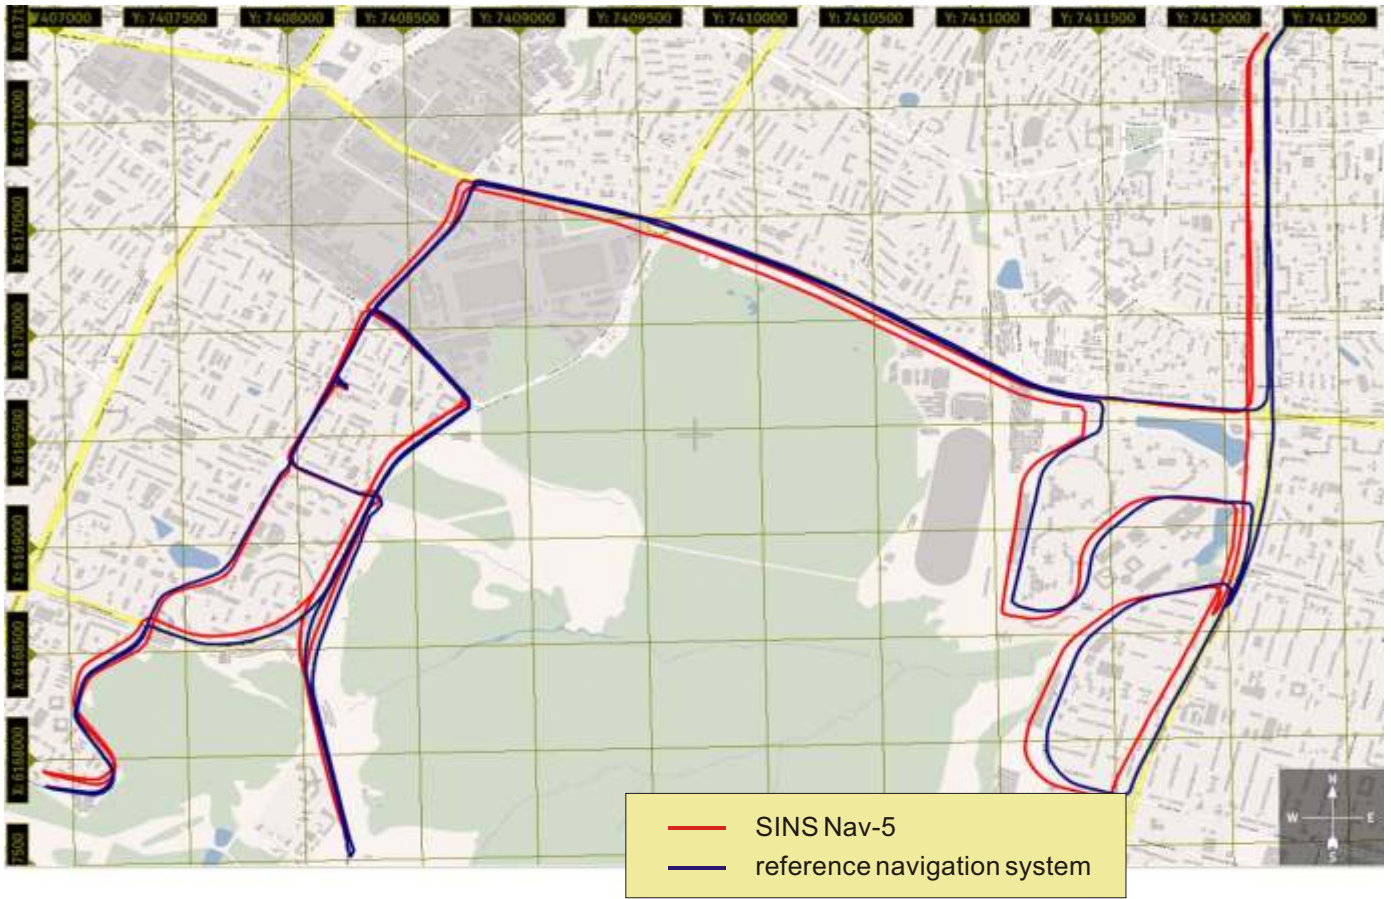 Y: 7407500
Y: 7408000
Y: 7408500
Y: 7409000
Y: 7409500
Y: 7410000
Y: 7410500
Y: 7411000
Y: 7411500
Y: 7412000
Y: 7412500
X: 6171000
X: 6170500
X: 6170000
X: 6169500
X: 6169000
X: 6168500
X: 6168000
7500
N
W
E
S
SINS Nav-5
reference navigation system